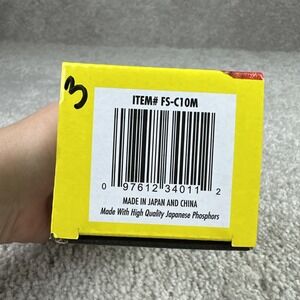 3
ITEM# FS-C10M
0 97612 34011 2
MADE IN JAPAN AND CHINA
Made With High Quality Japanese Phosphors